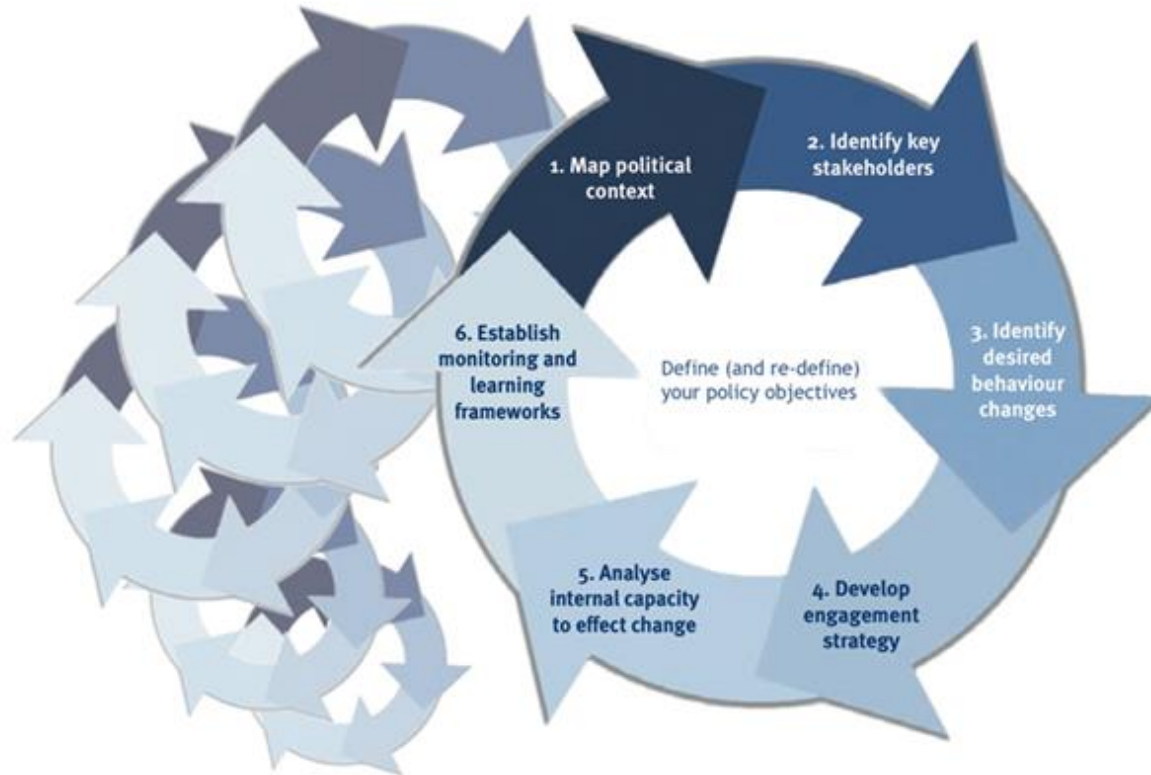 1. Map political
context
2. Identify key
stakeholders
3. Identify
desired
behaviour
changes
4. Develop
engagement
strategy
5. Analyse
internal capacity
to effect change
6. Establish
monitoring and
learning
frameworks
Define (and re-define)
your policy objectives